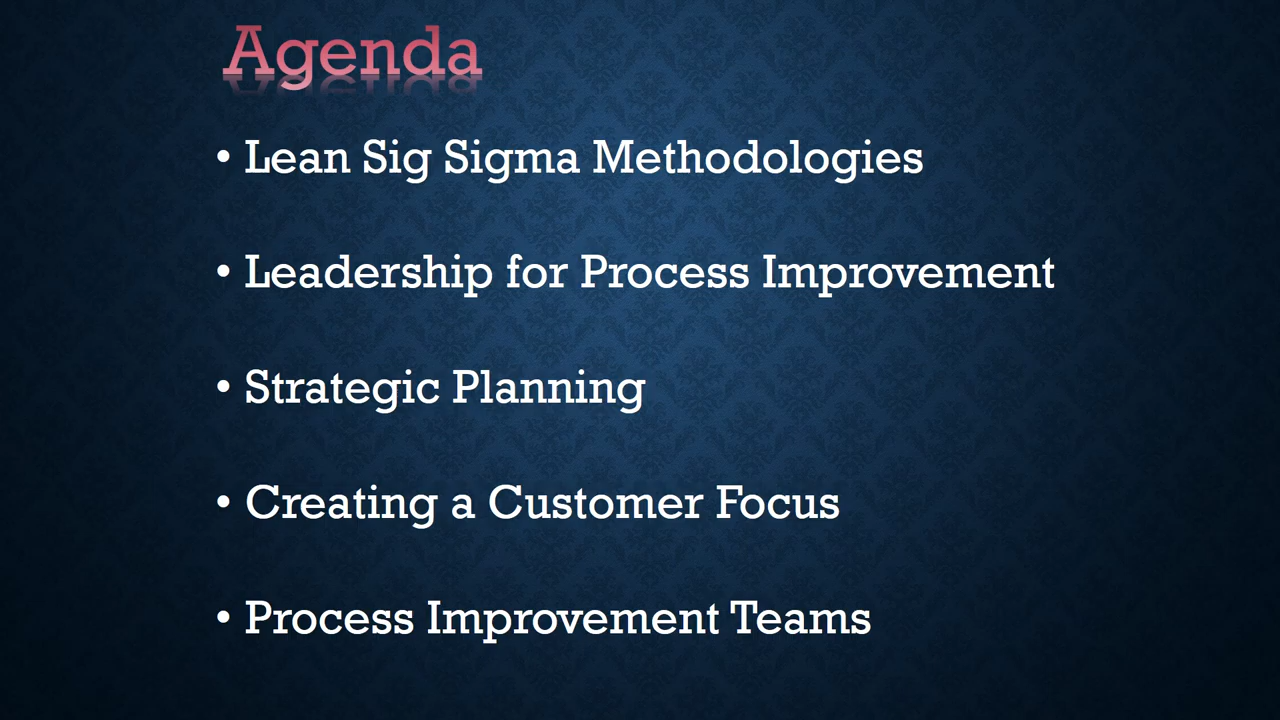 Agenda
• Lean Sig Sigma Methodologies
• Leadership for Process Improvement
• Strategic Planning
• Creating a Customer Focus
• Process Improvement Teams